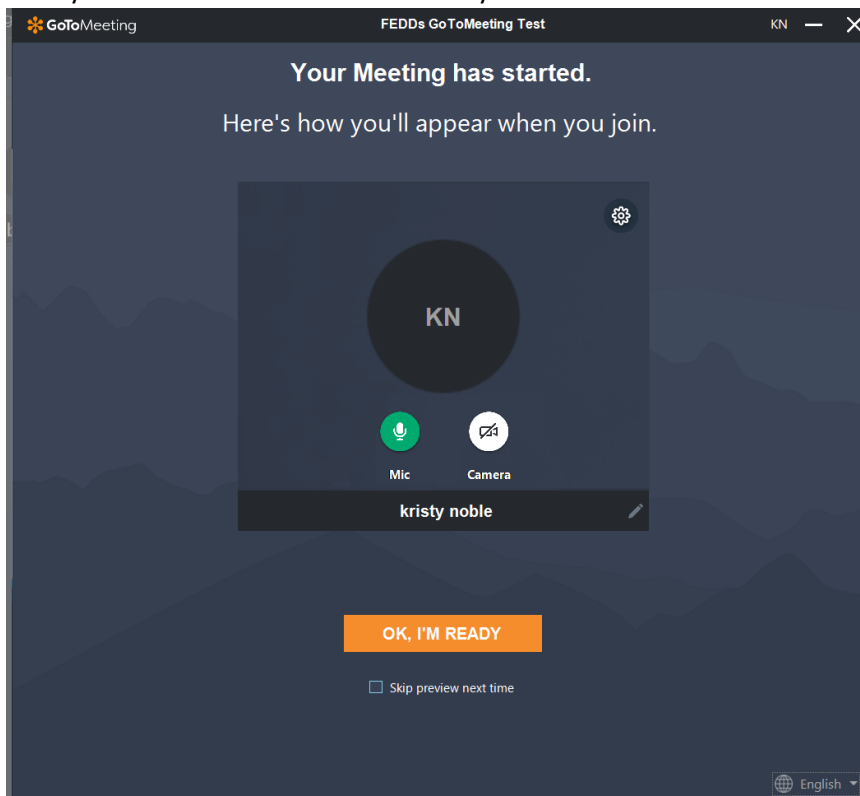 GoToMeeting
FEDDs GoToMeeting Test
KN
Your Meeting has started.
Here's how you'll appear when you join.
KN
Mic
Camera
kristy noble
OK, I'M READY
Skip preview next time
English